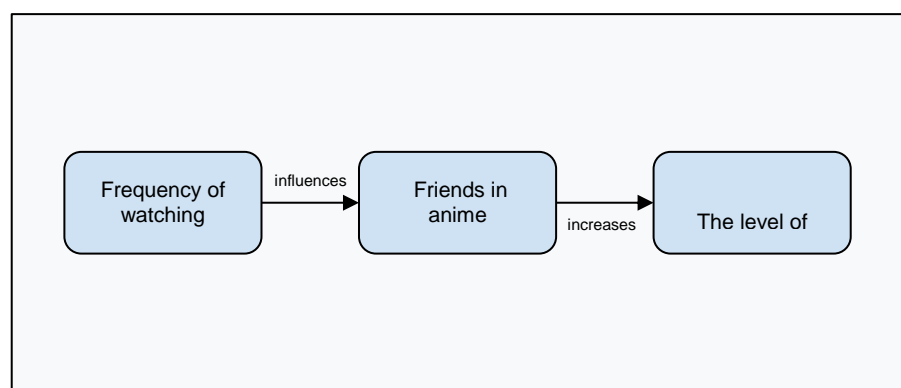 Frequency of
watching
influences
Friends in
anime
increases
The level of